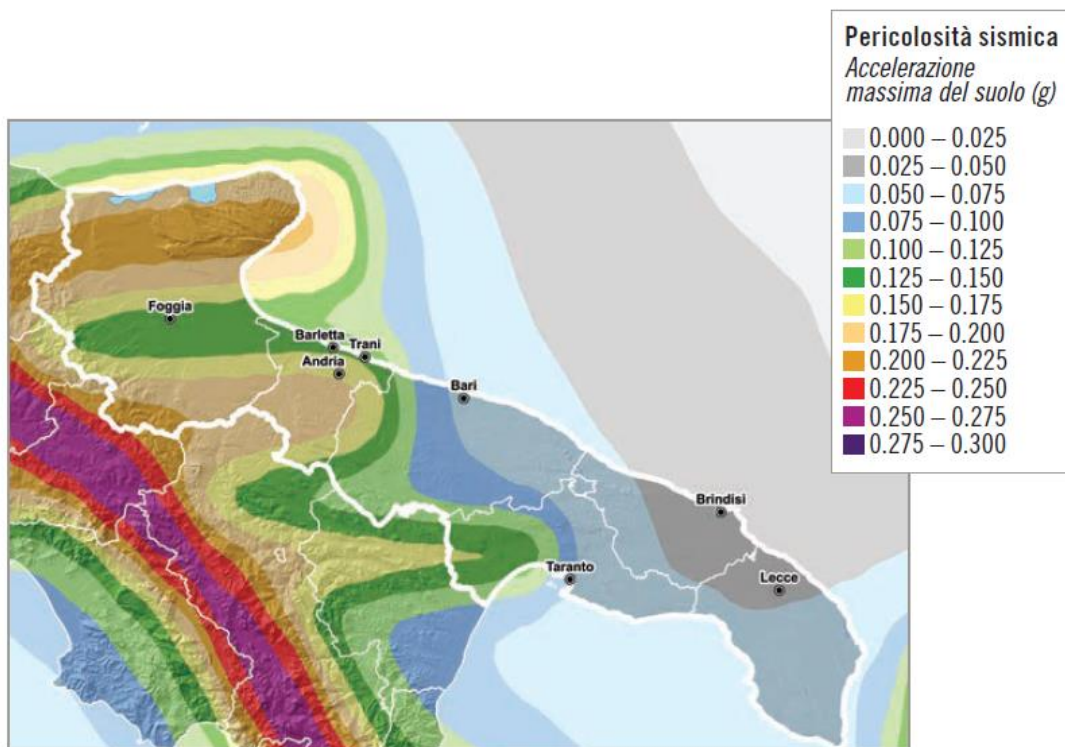 Pericolosità sismica
Accelerazione
massima del suolo (g)
0.000 – 0.025
0.025 – 0.050
0.050 – 0.075
0.075 – 0.100
0.100 – 0.125
0.125 – 0.150
0.150 – 0.175
0.175 – 0.200
0.200 – 0.225
0.225 – 0.250
0.250 – 0.275
0.275 – 0.300
Foggia
Barletta
Trani
Andria
Bari
Brindisi
Taranto
Lecce